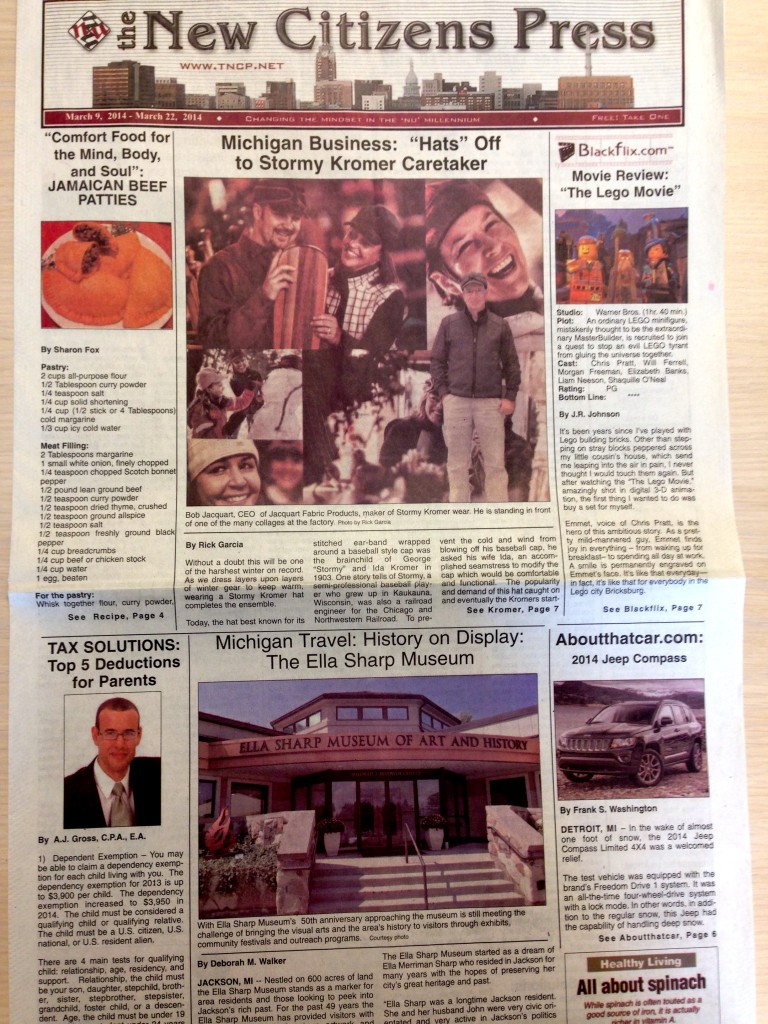 the New Citizens Press
WWW.TNCP.NET
March 9, 2014 - March 22, 2014 ♦ CHANGING THE MINDSET IN THE 'NU' MILLENNIUM ♦ FREE! TAKE ONE
"Comfort Food for
the Mind, Body,
and Soul":
JAMAICAN BEEF
PATTIES
By Sharon Fox
Pastry:
2 cups all-purpose flour
1/2 Tablespoon curry powder
1/4 teaspoon salt
1/4 cup solid shortening
1/4 cup (1/2 stick or 4 Tablespoons)
cold margarine
1/3 cup icy cold water
Meat Filling:
2 Tablespoons margarine
1 small white onion, finely chopped
1/4 teaspoon chopped Scotch bonnet
pepper
1/2 pound lean ground beef
1/2 teaspoon curry powder
1/2 teaspoon dried thyme, crushed
1/2 teaspoon ground allspice
1/2 teaspoon salt
1/2 teaspoon freshly ground black
pepper
1/4 cup breadcrumbs
1/4 cup beef or chicken stock
1/4 cup water
1 egg, beaten
For the pastry:
Whisk together flour, curry powder,
See Recipe, Page 4
Michigan Business: "Hats" Off
to Stormy Kromer Caretaker
Bob Jacquart, CEO of Jacquart Fabric Products, maker of Stormy Kromer wear. He is standing in front
of one of the many collages at the factory. Photo by Rick Garcia
By Rick Garcia
Without a doubt this will be one
of the harshest winter on record.
As we dress layers upon layers
of winter gear to keep warm,
wearing a Stormy Kromer hat
completes the ensemble.
Today, the hat best known for its
stitched ear-band wrapped
around a baseball style cap was
the brainchild of George
"Stormy" and Ida Kromer in
1903. One story tells of Stormy, a
semi-professional baseball play-
er who grew up in Kaukauna,
Wisconsin, was also a railroad
engineer for the Chicago and
Northwestern Railroad. To pre-
vent the cold and wind from
blowing off his baseball cap, he
asked his wife Ida, an accom-
plished seamstress to modify the
cap which would be comfortable
and functional. The popularity
and demand of this hat caught on
and eventually the Kromers start-
See Kromer, Page 7
Blackflix.com
Movie Review:
"The Lego Movie"
Studio: Warner Bros. (1hr. 40 min.)
Plot: An ordinary LEGO minifigure,
mistakenly thought to be the extraordi-
nary MasterBuilder, is recruited to join
a quest to stop an evil LEGO tyrant
from gluing the universe together.
Cast: Chris Pratt, Will Ferrell,
Morgan Freeman, Elizabeth Banks,
Liam Neeson, Shaquille O'Neal
Rating: PG
Bottom Line: ****
By J.R. Johnson
It's been years since I've played with
Lego building bricks. Other than step-
ping on stray blocks peppered across
my little cousin's house, which send
me leaping into the air in pain, I never
thought I would touch them again. But
after watching the "The Lego Movie,"
amazingly shot in digital 3-D anima-
tion, the first thing I wanted to do was
buy a set for myself.
Emmet, voice of Chris Pratt, is the
hero of this ambitious story. As a pret-
ty mild-mannered guy, Emmet finds
joy in everything – from waving up for
breakfast– to spending all day at work.
A smile is permanently engraved on
Emmet's face. It's like that everyday—
in fact, it's like that for everybody in the
Lego city Bricksburg.
See Blackflix, Page 7
TAX SOLUTIONS:
Top 5 Deductions
for Parents
By A.J. Gross, C.P.A., E.A.
1) Dependent Exemption – You may
be able to claim a dependency exemp-
tion for each child living with you. The
dependency exemption for 2013 is up
to $3,900 per child. The dependency
exemption increased to $3,950 in
2014. The child must be considered a
qualifying child or qualifying relative.
The child must be a U.S. citizen, U.S.
national, or U.S. resident alien.
There are 4 main tests for qualifying
child: relationship, age, residency, and
support. Relationship, the child must
be your son, daughter, stepchild, broth-
er, sister, stepbrother, stepsister,
grandchild, foster child, or a descen-
dent. Age, the child must be under 19
Michigan Travel: History on Display:
The Ella Sharp Museum
ELLA SHARP MUSEUM OF ART AND HISTORY
With Ella Sharp Museum's 50th anniversary approaching the museum is still meeting the
challenge of bringing the visual arts and the area's history to visitors through exhibits,
community festivals and outreach programs. Courtesy photo
By Deborah M. Walker
JACKSON, MI -- Nestled on 600 acres of land
the Ella Sharp Museum stands as a marker for
area residents and those looking to peek into
Jackson's rich past. For the past 49 years the
Ella Sharp Museum has provided visitors with
The Ella Sharp Museum started as a dream of
Ella Merriman Sharp who resided in Jackson for
many years with the hopes of preserving her
city's great heritage and past.
"Ella Sharp was a longtime Jackson resident.
She and her husband John were very civic ori-
entated and very active in Jackson's politics
Aboutthatcar.com:
2014 Jeep Compass
By Frank S. Washington
DETROIT, MI – In the wake of almost
one foot of snow, the 2014 Jeep
Compass Limited 4X4 was a welcomed
relief.
The test vehicle was equipped with the
brand's Freedom Drive 1 system. It was
an all-the-time four-wheel-drive system
with a lock mode. In other words, in addi-
tion to the regular snow, this Jeep had
the capability of handling deep snow.
See Aboutthatcar, Page 6
Healthy Living
All about spinach
While spinach is often touted as a
good source of iron, it is actually